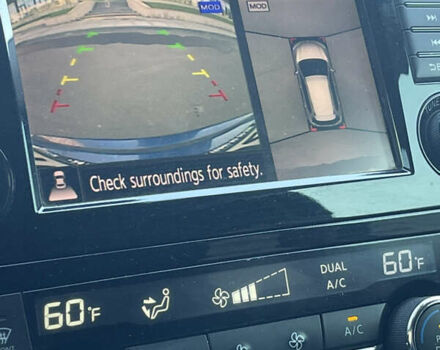 MOD
MOD
Check surroundings for safety.
60°F
DUAL
A/C
60°F
A/C